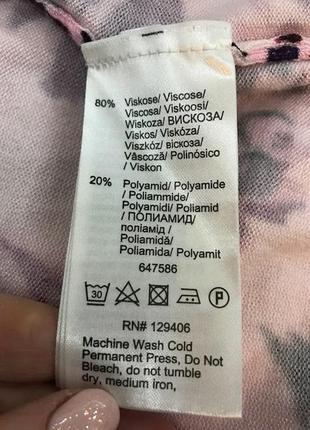 80% Viskose/ Viscose/
Viscosa/ Viskoosi/
Wiskoza/ ВИСКОЗА/
Viskos/ Viskóza/
Viszkóz/ віскоза/
Vâscoză/ Polinósico
/ Viskon
20% Polyamid/ Polyamide
/ Poliammide/
Polyamidi/ Poliamid
/ ПОЛИАМИД/
поліамід /
Poliamidă/
Poliamida/ Polyamit
647586
30
RN# 129406
Machine Wash Cold
Permanent Press, Do Not
Bleach, do not tumble
dry, medium iron,